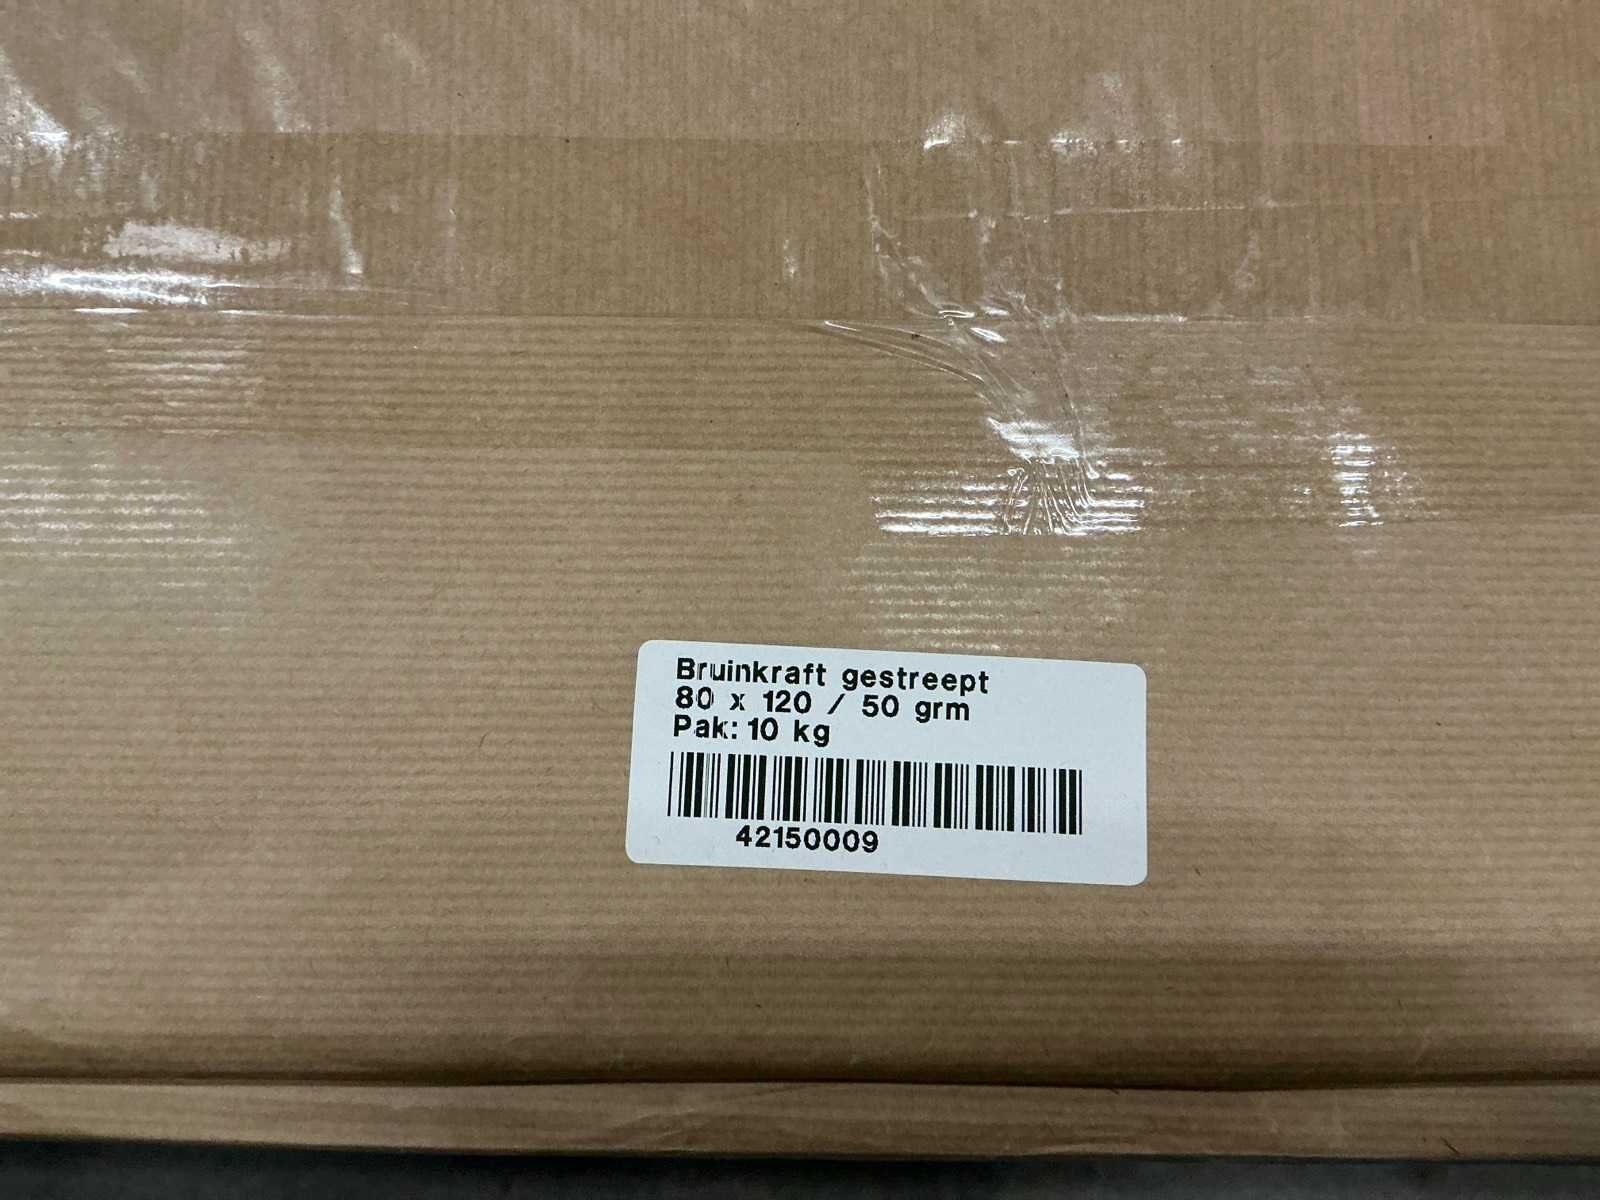 Bruinkraft gestreept
80 x 120 / 50 grm
Pak: 10 kg
42150009